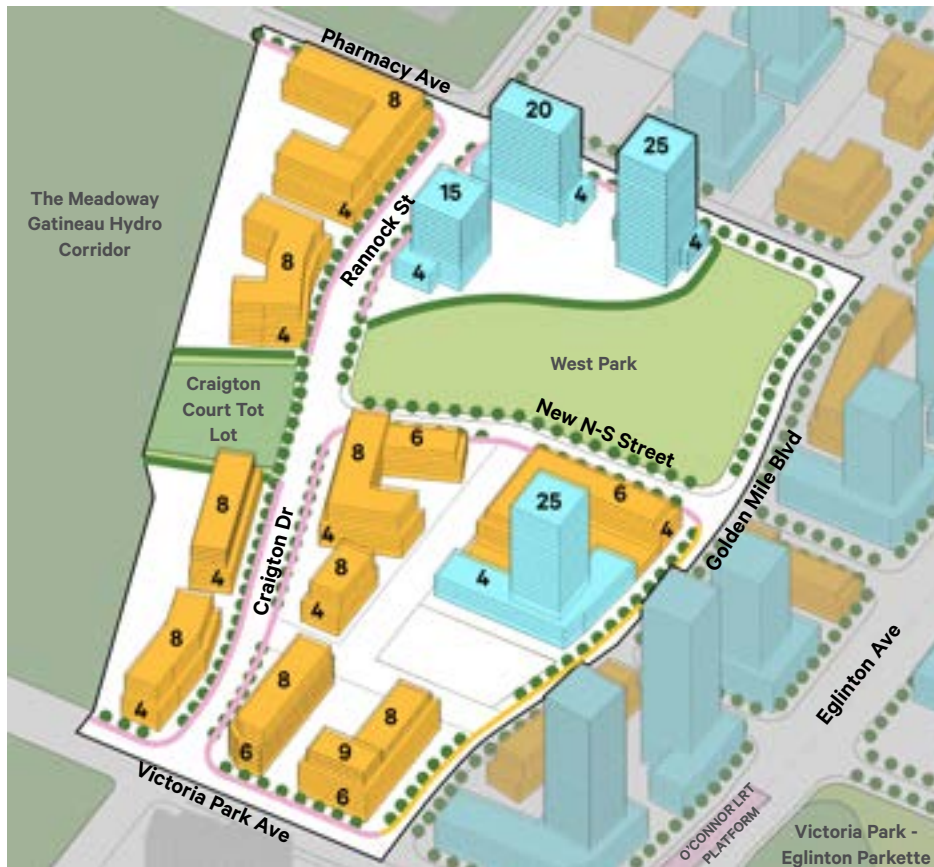 Pharmacy Ave
8
20
25
The Meadoway
Gatineau Hydro
Corridor
15
4
4
Rannock St
4
4
8
4
West Park
Craigton
Court Tot
Lot
New N-S Street
Golden Mile Blvd
8
6
8
6
25
4
4
8
4
4
8
4
Craigton Dr
8
4
8
6
8
9
6
Eglinton Ave
Victoria Park Ave
O'CONNOR LRT
PLATFORM
Victoria Park -
Eglinton Parkette